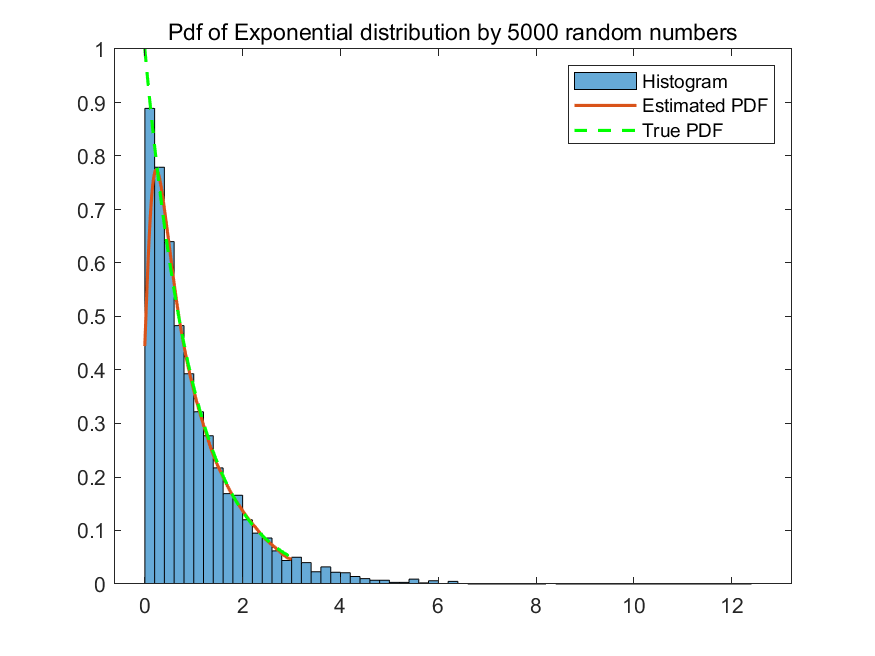 Pdf of Exponential distribution by 5000 random numbers
1
0.9
0.8
0.7
0.6
0.5
0.4
0.3
0.2
0.1
0
Histogram
Estimated PDF
True PDF
0 2 4 6 8 10 12